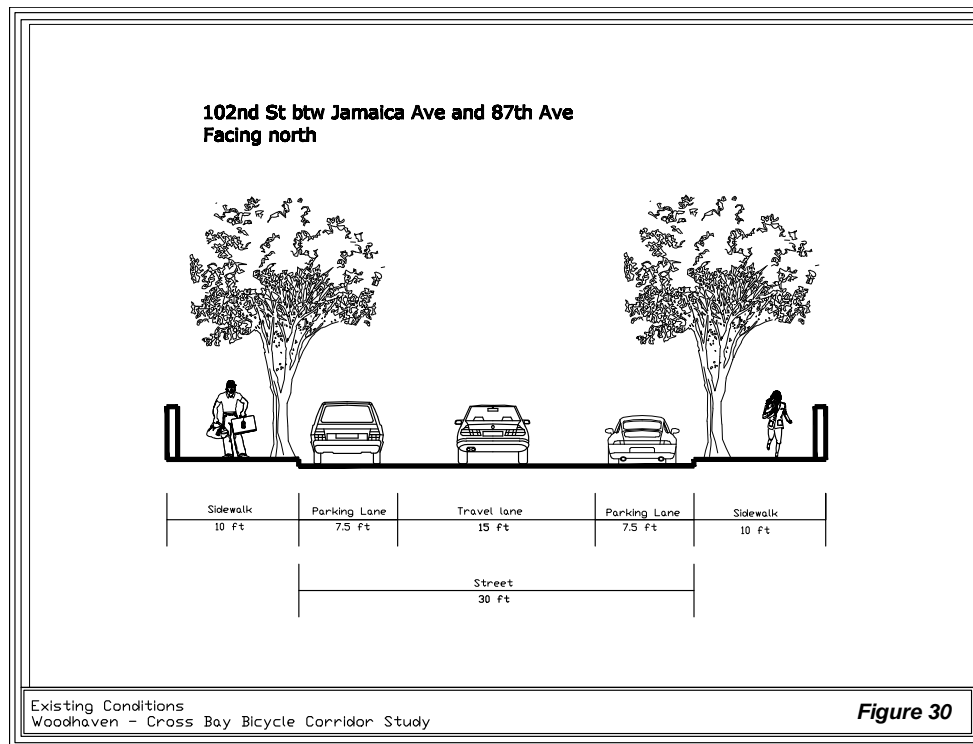 102nd St btw Jamaica Ave and 87th Ave
Facing north
Sidewalk Parking Lane Travel lane Parking Lane Sidewalk
10 ft 7.5 ft 15 ft 7.5 ft 10 ft
Street
30 ft
Existing Conditions
Woodhaven - Cross Bay Bicycle Corridor Study
Figure 30